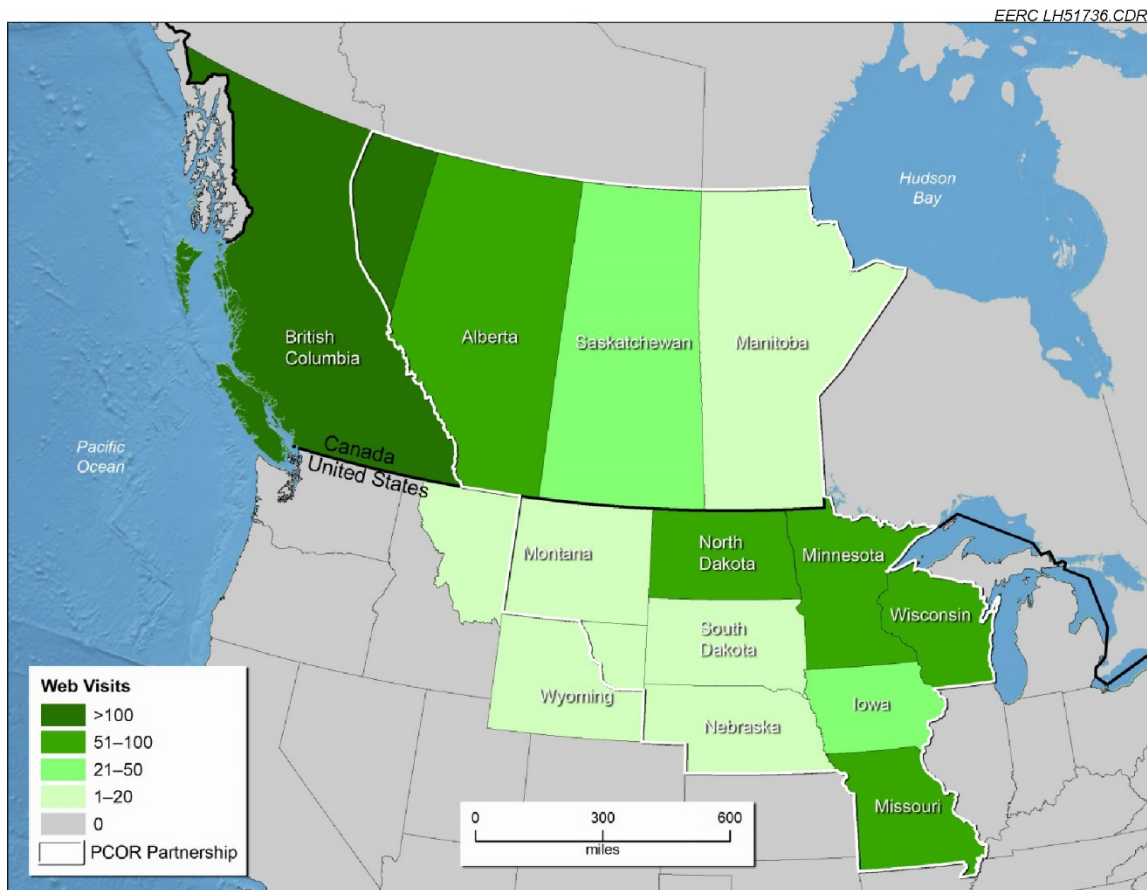 EERC LH51736.CDR
Hudson
Bay
British
Columbia
Alberta
Saskatchewan
Manitoba
Pacific
Ocean
Canada
United States
Montana
North
Dakota
Minnesota
Wisconsin
South
Dakota
Wyoming
Iowa
Nebraska
Missouri
Web Visits
>100
51–100
21–50
1–20
0
PCOR Partnership
0 300 600
miles